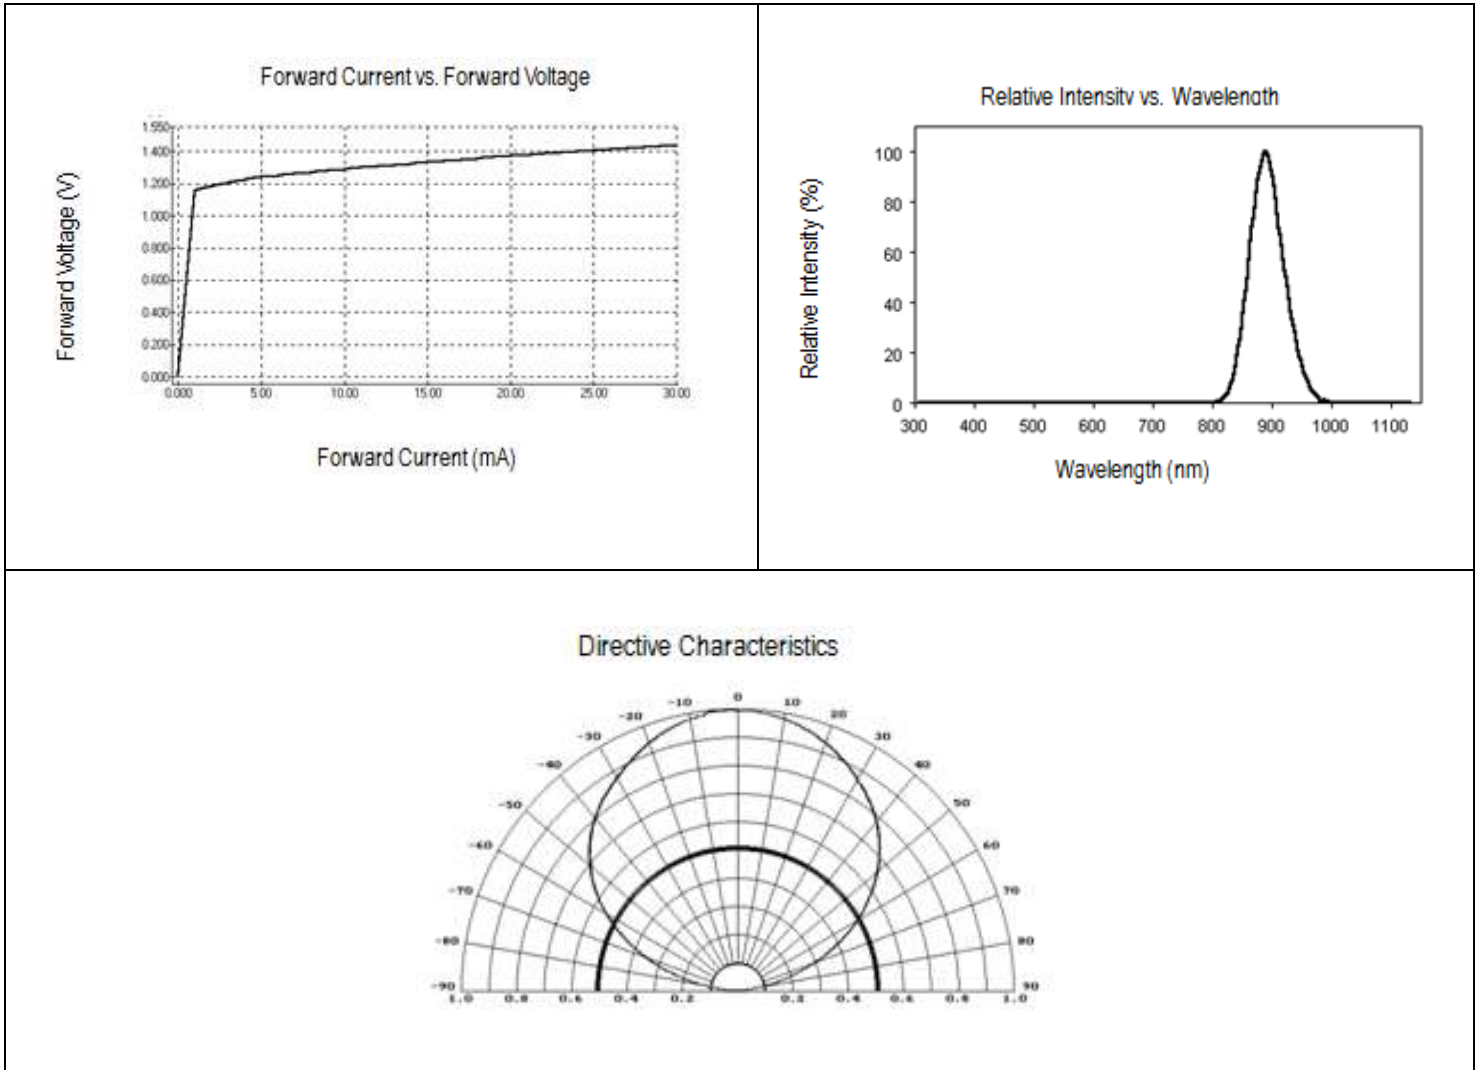 Forward Current vs. Forward Voltage
Forward Voltage (V)
1.550
1.400
1.200
1.000
0.800
0.600
0.400
0.200
0.000
0.000 5.00 10.00 15.00 20.00 25.00 30.00
Forward Current (mA)
Relative Intensity vs. Wavelength
Relative Intensity (%)
100
80
60
40
20
0
300 400 500 600 700 800 900 1000 1100
Wavelength (nm)
Directive Characteristics
-90 -80 -70 -60 -50 -40 -30 -20 -10 0 10 20 30 40 50 60 70 80 90
1.0 0.8 0.6 0.4 0.2 0.2 0.4 0.6 0.8 1.0